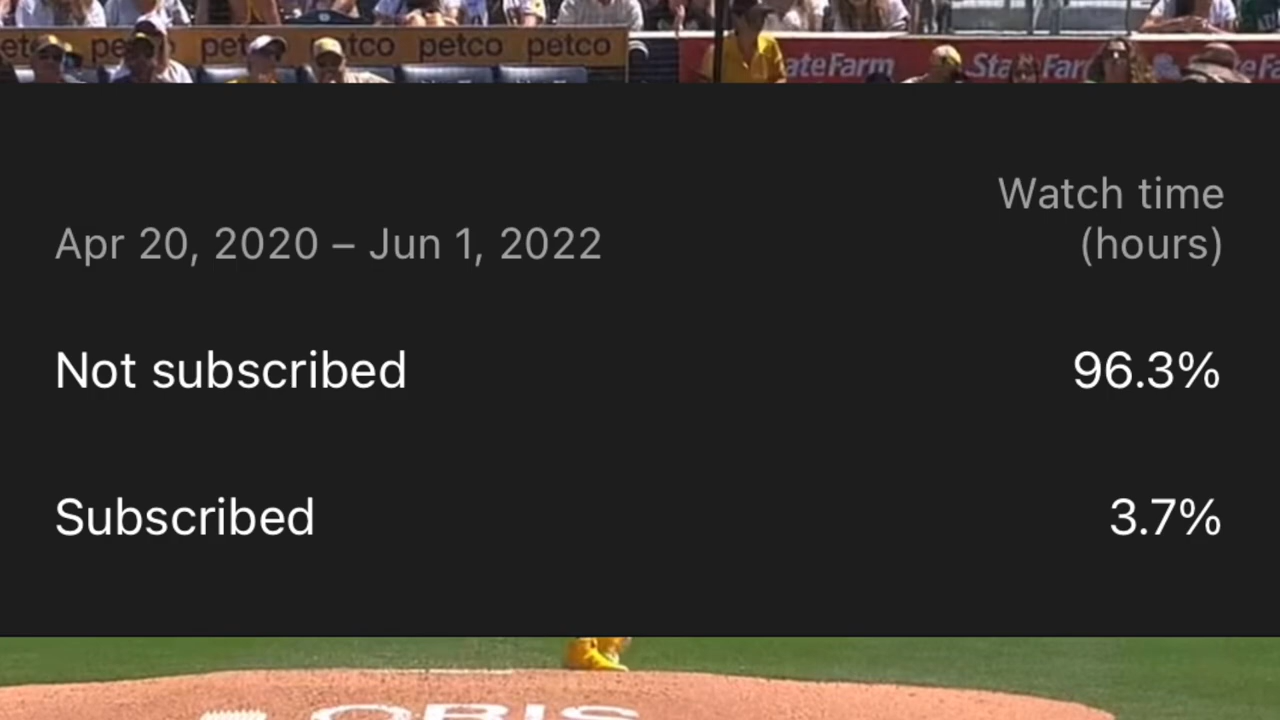 petco petco petco petco petco
StateFarm
Watch time
Apr 20, 2020 – Jun 1, 2022 (hours)
Not subscribed 96.3%
Subscribed 3.7%